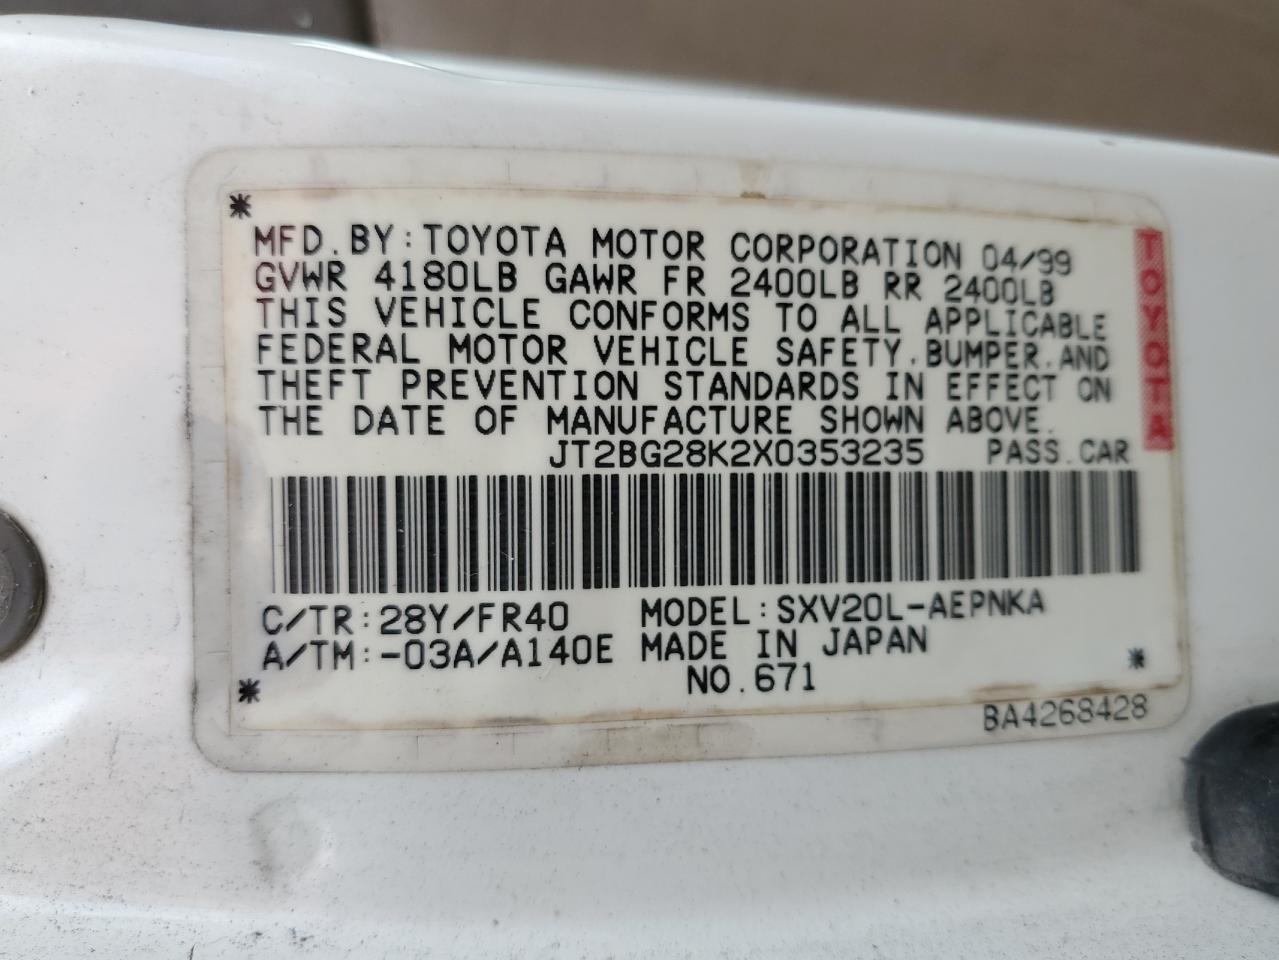 *
MFD.BY:TOYOTA MOTOR CORPORATION 04/99
GVWR 4180LB GAWR FR 2400LB RR 2400LB
THIS VEHICLE CONFORMS TO ALL APPLICABLE
FEDERAL MOTOR VEHICLE SAFETY,BUMPER,AND
THEFT PREVENTION STANDARDS IN EFFECT ON
THE DATE OF MANUFACTURE SHOWN ABOVE.
JT2BG28K2X0353235 PASS.CAR
TOYOTA
C/TR:28Y/FR40 MODEL:SXV20L-AEPNKA
A/TM:-03A/A140E MADE IN JAPAN
* NO.671 *
BA4268428